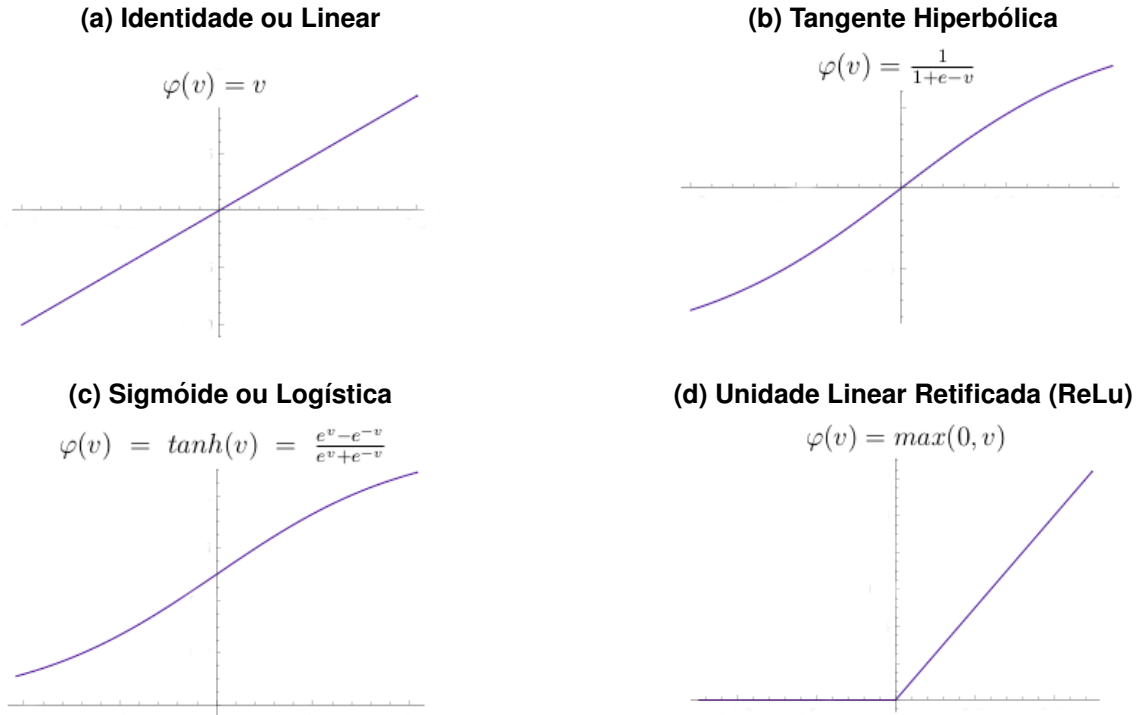 (a) Identidade ou Linear
φ(v) = v
(b) Tangente Hiperbólica
φ(v) = 1/(1+e−v)
(c) Sigmóide ou Logística
φ(v) = tanh(v) = (e^v−e^−v)/(e^v+e^−v)
(d) Unidade Linear Retificada (ReLu)
φ(v) = max(0, v)